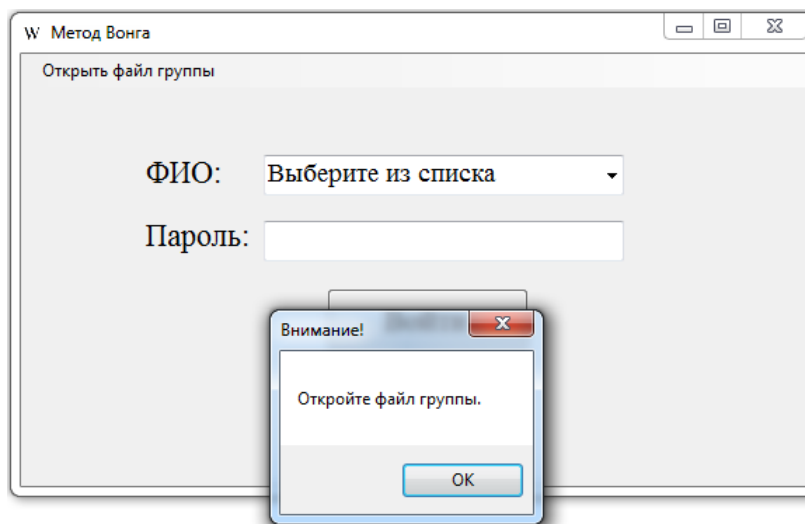 W Метод Вонга
Открыть файл группы
ФИО: Выберите из списка
Пароль:
Внимание!
Откройте файл группы.
OK